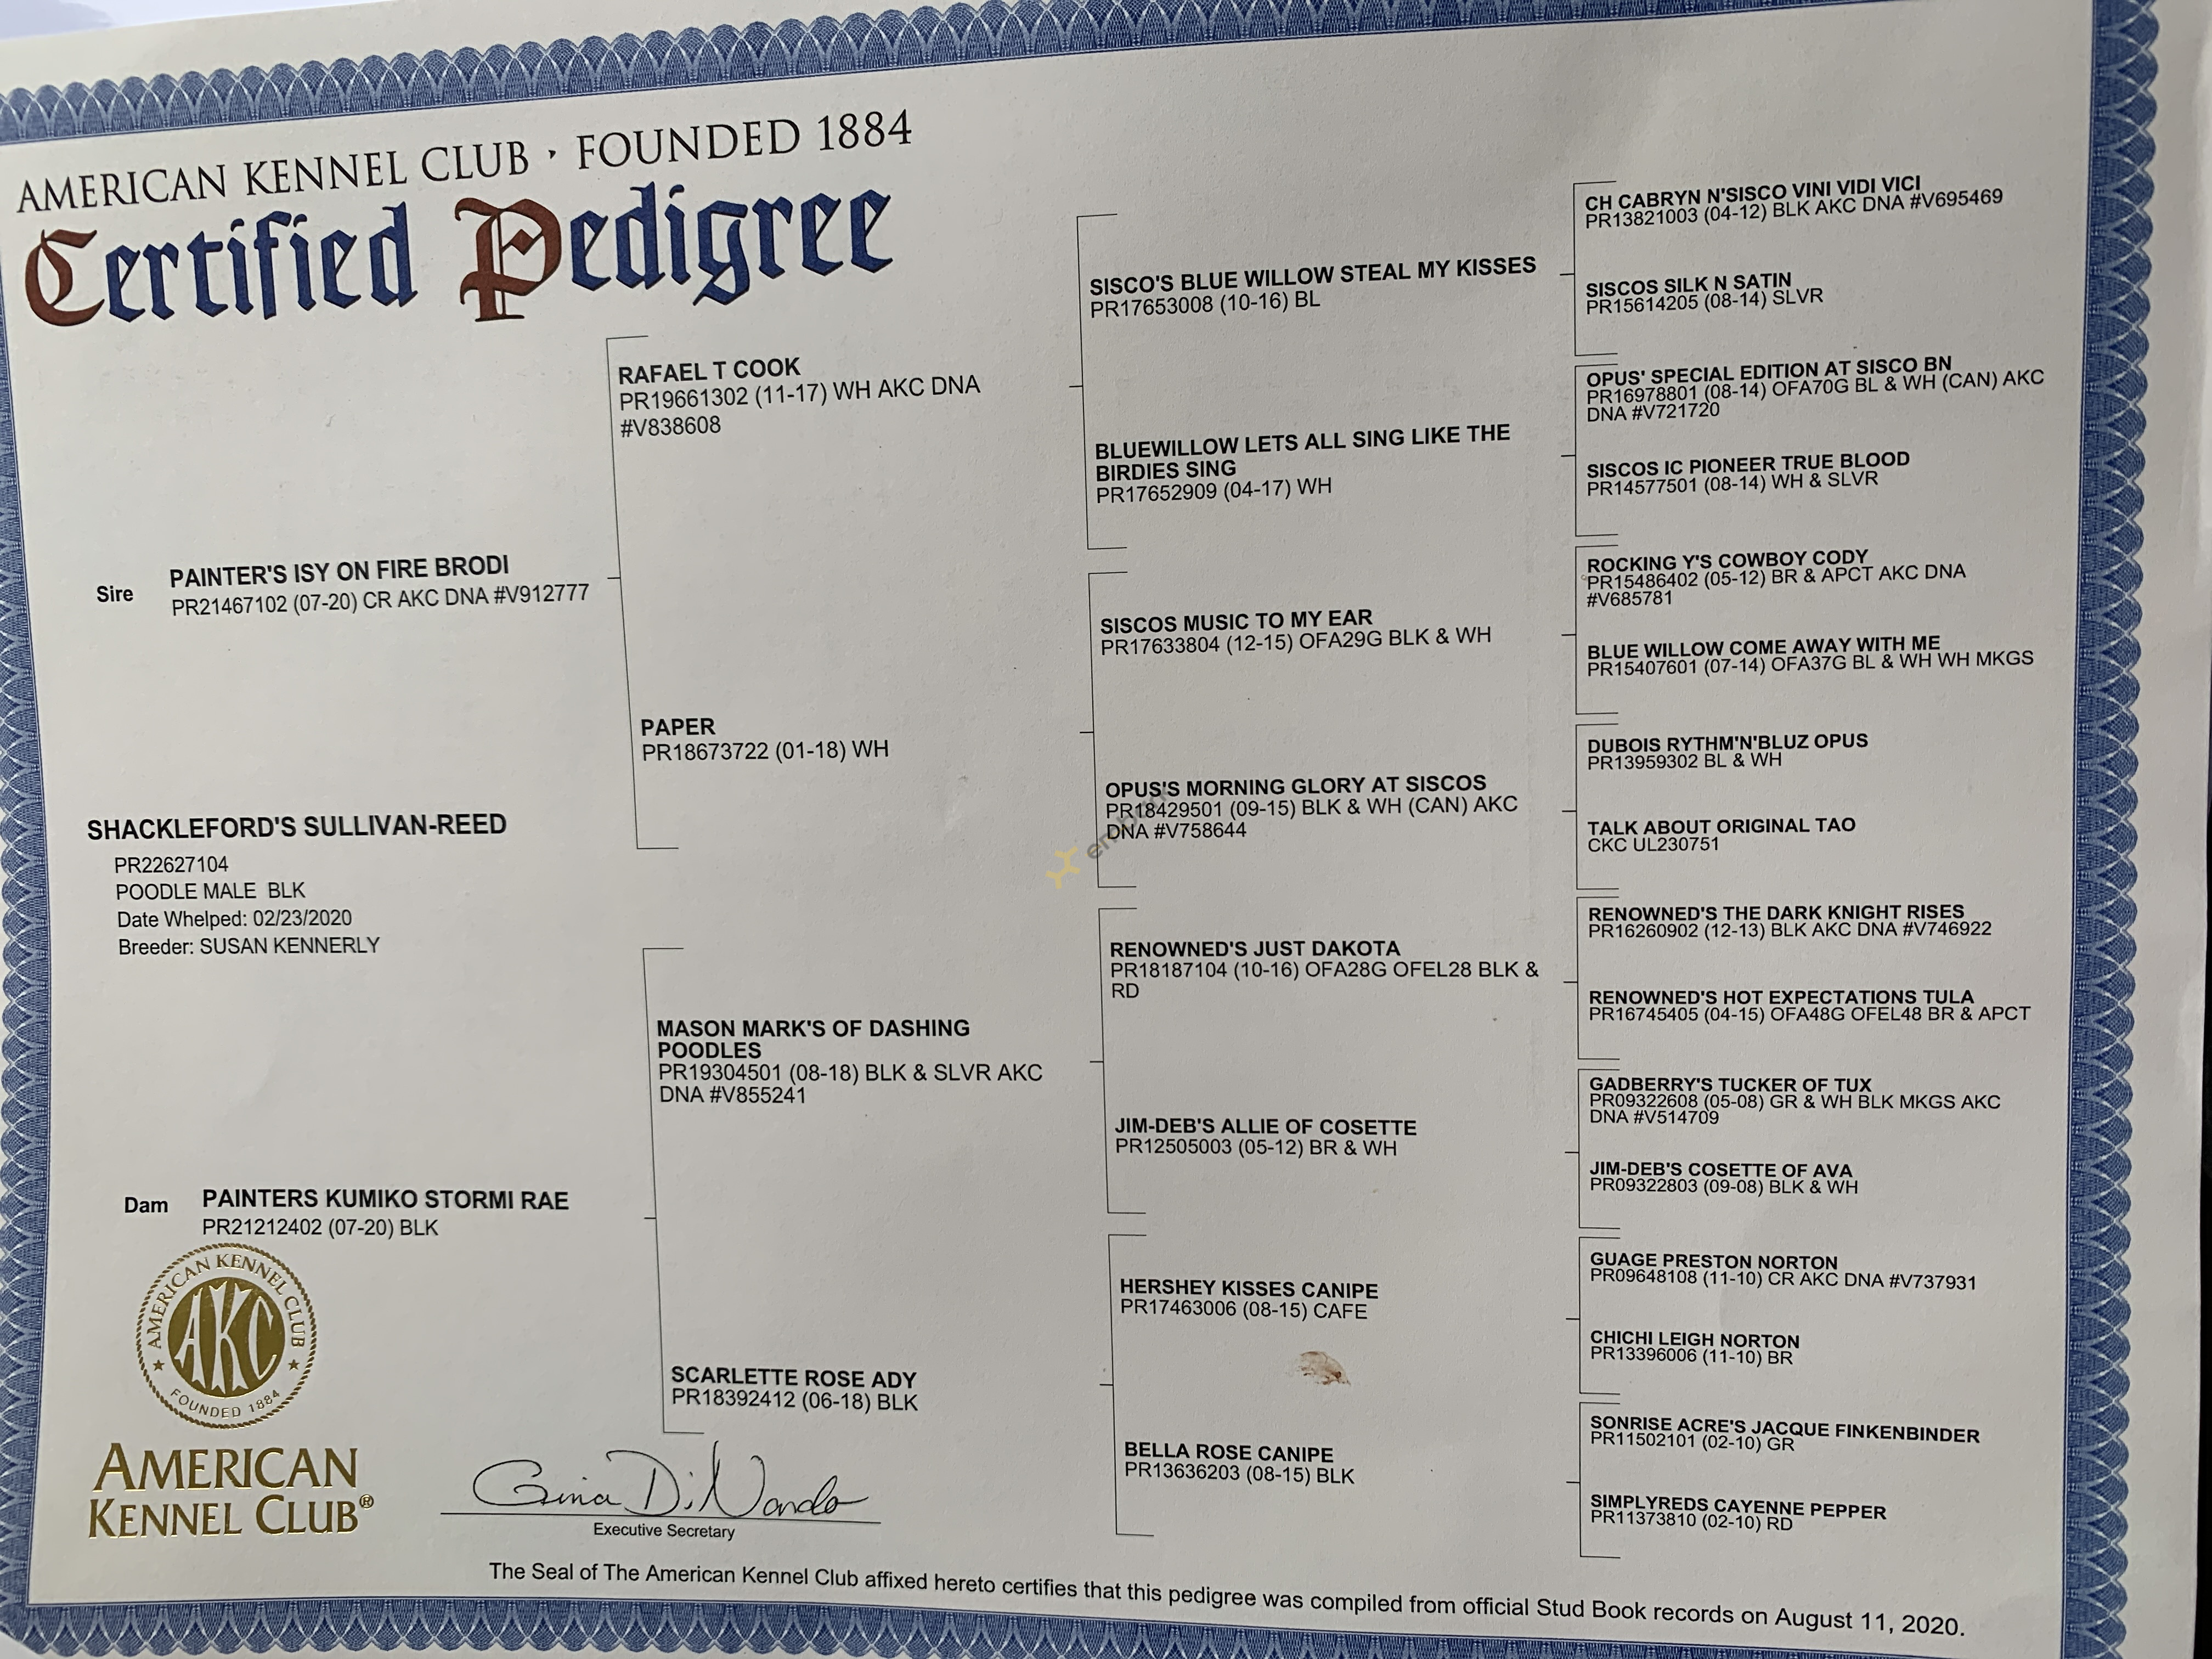 AMERICAN KENNEL CLUB · FOUNDED 1884
Certified Pedigree
Sire
PAINTER'S ISY ON FIRE BRODI
PR21467102 (07-20) CR AKC DNA #V912777
SHACKLEFORD'S SULLIVAN-REED
PR22627104
POODLE MALE BLK
Date Whelped: 02/23/2020
Breeder: SUSAN KENNERLY
Dam
PAINTERS KUMIKO STORMI RAE
PR21212402 (07-20) BLK
RAFAEL T COOK
PR19661302 (11-17) WH AKC DNA
#V838608
PAPER
PR18673722 (01-18) WH
MASON MARK'S OF DASHING
POODLES
PR19304501 (08-18) BLK & SLVR AKC
DNA #V855241
SCARLETTE ROSE ADY
PR18392412 (06-18) BLK
SISCO'S BLUE WILLOW STEAL MY KISSES
PR17653008 (10-16) BL
BLUEWILLOW LETS ALL SING LIKE THE
BIRDIES SING
PR17652909 (04-17) WH
SISCOS MUSIC TO MY EAR
PR17633804 (12-15) OFA29G BLK & WH
OPUS'S MORNING GLORY AT SISCOS
PR18429501 (09-15) BLK & WH (CAN) AKC
DNA #V758644
RENOWNED'S JUST DAKOTA
PR18187104 (10-16) OFA28G OFEL28 BLK &
RD
JIM-DEB'S ALLIE OF COSETTE
PR12505003 (05-12) BR & WH
HERSHEY KISSES CANIPE
PR17463006 (08-15) CAFE
BELLA ROSE CANIPE
PR13636203 (08-15) BLK
CH CABRYN N'SISCO VINI VIDI VICI
PR13821003 (04-12) BLK AKC DNA #V695469
SISCOS SILK N SATIN
PR15614205 (08-14) SLVR
OPUS' SPECIAL EDITION AT SISCO BN
PR16978801 (08-14) OFA70G BL & WH (CAN) AKC
DNA #V721720
SISCOS IC PIONEER TRUE BLOOD
PR14577501 (08-14) WH & SLVR
ROCKING Y'S COWBOY CODY
PR15486402 (05-12) BR & APCT AKC DNA
#V685781
BLUE WILLOW COME AWAY WITH ME
PR15407601 (07-14) OFA37G BL & WH WH MKGS
DUBOIS RYTHM'N'BLUZ OPUS
PR13959302 BL & WH
TALK ABOUT ORIGINAL TAO
CKC UL230751
RENOWNED'S THE DARK KNIGHT RISES
PR16260902 (12-13) BLK AKC DNA #V746922
RENOWNED'S HOT EXPECTATIONS TULA
PR16745405 (04-15) OFA48G OFEL48 BR & APCT
GADBERRY'S TUCKER OF TUX
PR09322608 (05-08) GR & WH BLK MKGS AKC
DNA #V514709
JIM-DEB'S COSETTE OF AVA
PR09322803 (09-08) BLK & WH
GUAGE PRESTON NORTON
PR09648108 (11-10) CR AKC DNA #V737931
CHICHI LEIGH NORTON
PR13396006 (11-10) BR
SONRISE ACRE'S JACQUE FINKENBINDER
PR11502101 (02-10) GR
SIMPLYREDS CAYENNE PEPPER
PR11373810 (02-10) RD
AMERICAN KENNEL CLUB
AKC
FOUNDED 1884
AMERICAN
KENNEL CLUB®
Gina DiNardo
Executive Secretary
The Seal of The American Kennel Club affixed hereto certifies that this pedigree was compiled from official Stud Book records on August 11, 2020.